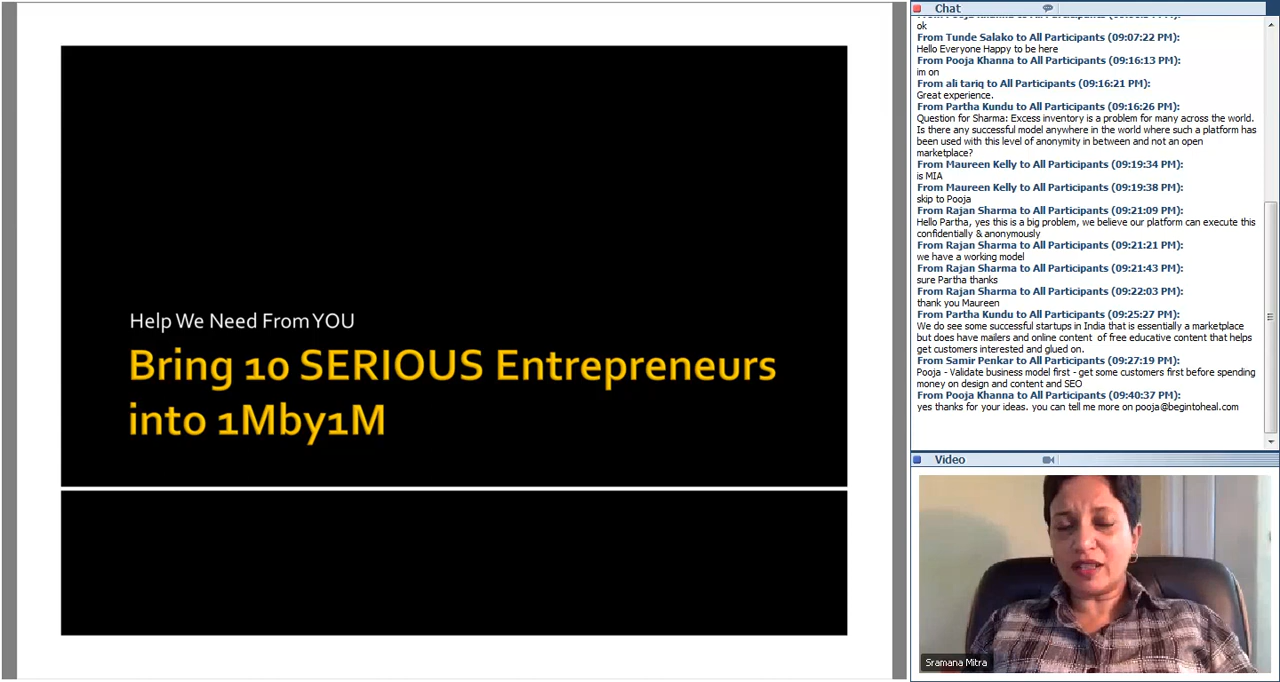 Help We Need From YOU
Bring 10 SERIOUS Entrepreneurs
into 1Mby1M
Chat
ok
From Tunde Salako to All Participants (09:07:22 PM):
Hello Everyone Happy to be here
From Pooja Khanna to All Participants (09:16:13 PM):
im on
From ali tariq to All Participants (09:16:21 PM):
Great experience.
From Partha Kundu to All Participants (09:16:26 PM):
Question for Sharma: Excess inventory is a problem for many across the world.
Is there any successful model anywhere in the world where such a platform has
been used with this level of anonymity in between and not an open
marketplace?
From Maureen Kelly to All Participants (09:19:34 PM):
is MIA
From Maureen Kelly to All Participants (09:19:38 PM):
skip to Pooja
From Rajan Sharma to All Participants (09:21:09 PM):
Hello Partha, yes this is a big problem, we believe our platform can execute this
confidentially & anonymously
From Rajan Sharma to All Participants (09:21:21 PM):
we have a working model
From Rajan Sharma to All Participants (09:21:43 PM):
sure Partha thanks
From Rajan Sharma to All Participants (09:22:03 PM):
thank you Maureen
From Partha Kundu to All Participants (09:25:27 PM):
We do see some successful startups in India that is essentially a marketplace
but does have mailers and online content of free educative content that helps
get customers interested and glued on.
From Samir Penkar to All Participants (09:27:19 PM):
Pooja - Validate business model first - get some customers first before spending
money on design and content and SEO
From Pooja Khanna to All Participants (09:40:37 PM):
yes thanks for your ideas. you can tell me more on pooja@begintoheal.com
Video
Sramana Mitra